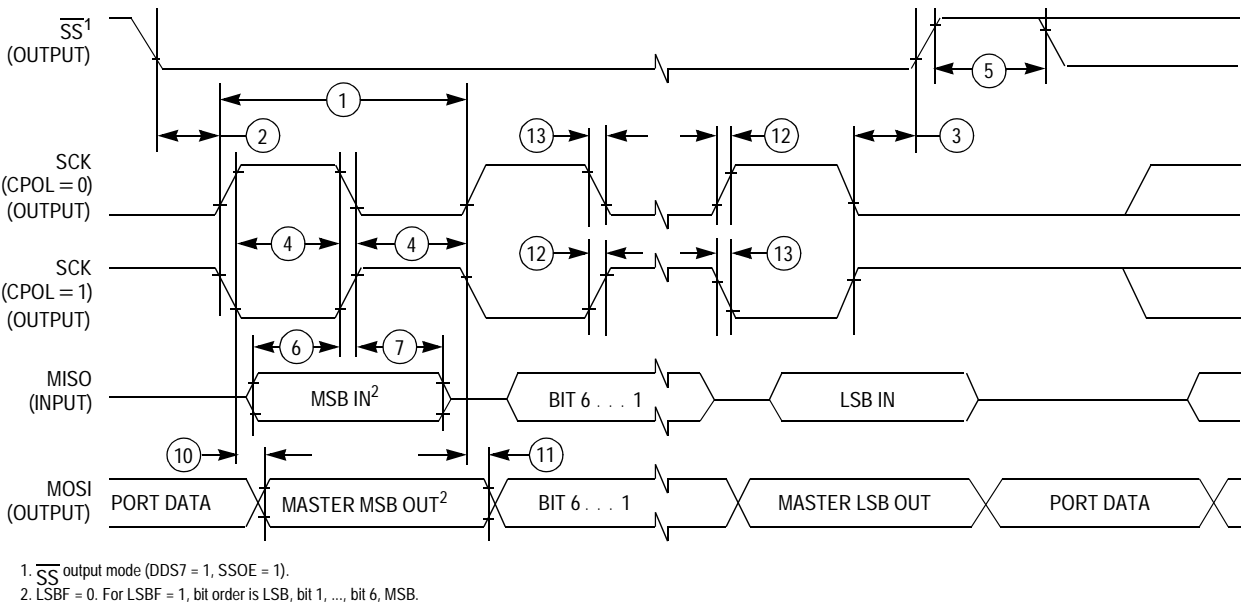 SS1
(OUTPUT)
5
1
2
13
12
3
SCK
(CPOL = 0)
(OUTPUT)
4
4
12
13
SCK
(CPOL = 1)
(OUTPUT)
6
7
MISO
(INPUT)
MSB IN2
BIT 6 . . . 1
LSB IN
10
11
MOSI
(OUTPUT)
PORT DATA
MASTER MSB OUT2
BIT 6 . . . 1
MASTER LSB OUT
PORT DATA
1. SS output mode (DDS7 = 1, SSOE = 1).
2. LSBF = 0. For LSBF = 1, bit order is LSB, bit 1, ..., bit 6, MSB.